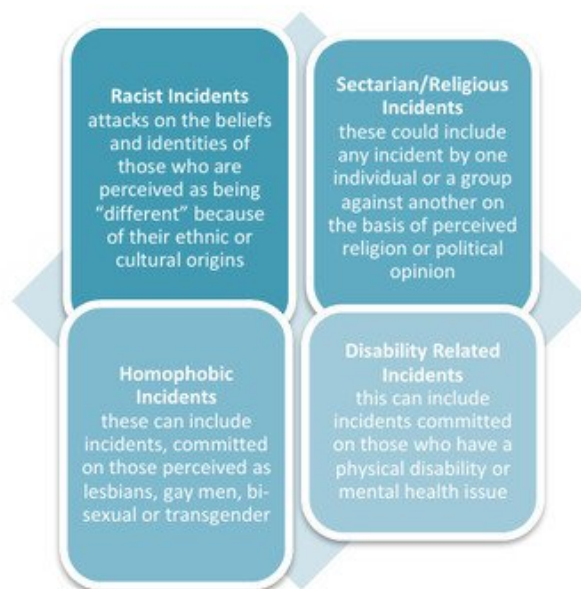 Racist Incidents
attacks on the beliefs
and identities of
those who are
perceived as being
“different” because
of their ethnic or
cultural origins
Sectarian/Religious
Incidents
these could include
any incident by one
individual or a group
against another on
the basis of perceived
religion or political
opinion
Homophobic
Incidents
these can include
incidents, committed
on those perceived as
lesbians, gay men, bi-
sexual or transgender
Disability Related
Incidents
this can include
incidents committed
on those who have a
physical disability or
mental health issue